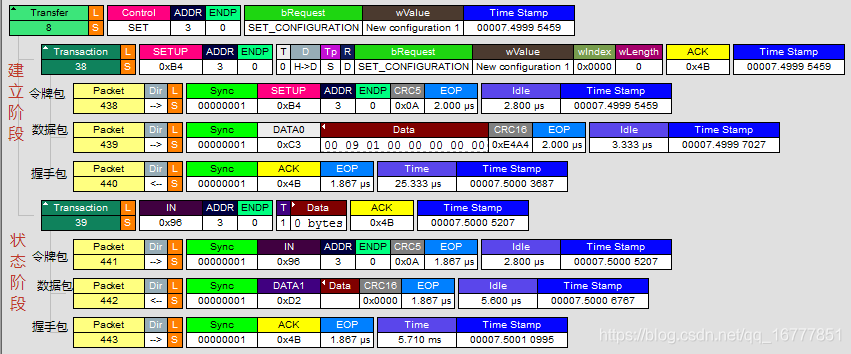 Transfer L Control ADDR ENDP bRequest wValue Time Stamp
8 S SET 3 0 SET_CONFIGURATION New configuration 1 00007.4999 5459
建立阶段
Transaction L SETUP ADDR ENDP T D Tp R bRequest wValue wIndex wLength ACK Time Stamp
38 S 0xB4 3 0 0 H->D S D SET_CONFIGURATION New configuration 1 0x0000 0 0x4B 00007.4999 5459
令牌包 Packet Dir L Sync SETUP ADDR ENDP CRC5 EOP Idle Time Stamp
438 --> S 00000001 0xB4 3 0 0x0A 2.000 µs 2.800 µs 00007.4999 5459
数据包 Packet Dir L Sync DATA0 Data CRC16 EOP Idle Time Stamp
439 --> S 00000001 0xC3 00 09 01 00 00 00 00 00 0xE4A4 2.000 µs 3.333 µs 00007.4999 7027
握手包 Packet Dir L Sync ACK EOP Time Time Stamp
440 <-- S 00000001 0x4B 1.867 µs 25.333 µs 00007.5000 3687
状态阶段
Transaction L IN ADDR ENDP T Data ACK Time Stamp
39 S 0x96 3 0 1 0 bytes 0x4B 00007.5000 5207
令牌包 Packet Dir L Sync IN ADDR ENDP CRC5 EOP Idle Time Stamp
441 --> S 00000001 0x96 3 0 0x0A 1.867 µs 2.800 µs 00007.5000 5207
数据包 Packet Dir L Sync DATA1 Data CRC16 EOP Idle Time Stamp
442 <-- S 00000001 0xD2 0x0000 1.867 µs 5.600 µs 00007.5000 6767
握手包 Packet Dir L Sync ACK EOP Time Time Stamp
443 --> S 00000001 0x4B 1.867 µs 5.710 ms 00007.5001 0995
https://blog.csdn.net/qq_16777851